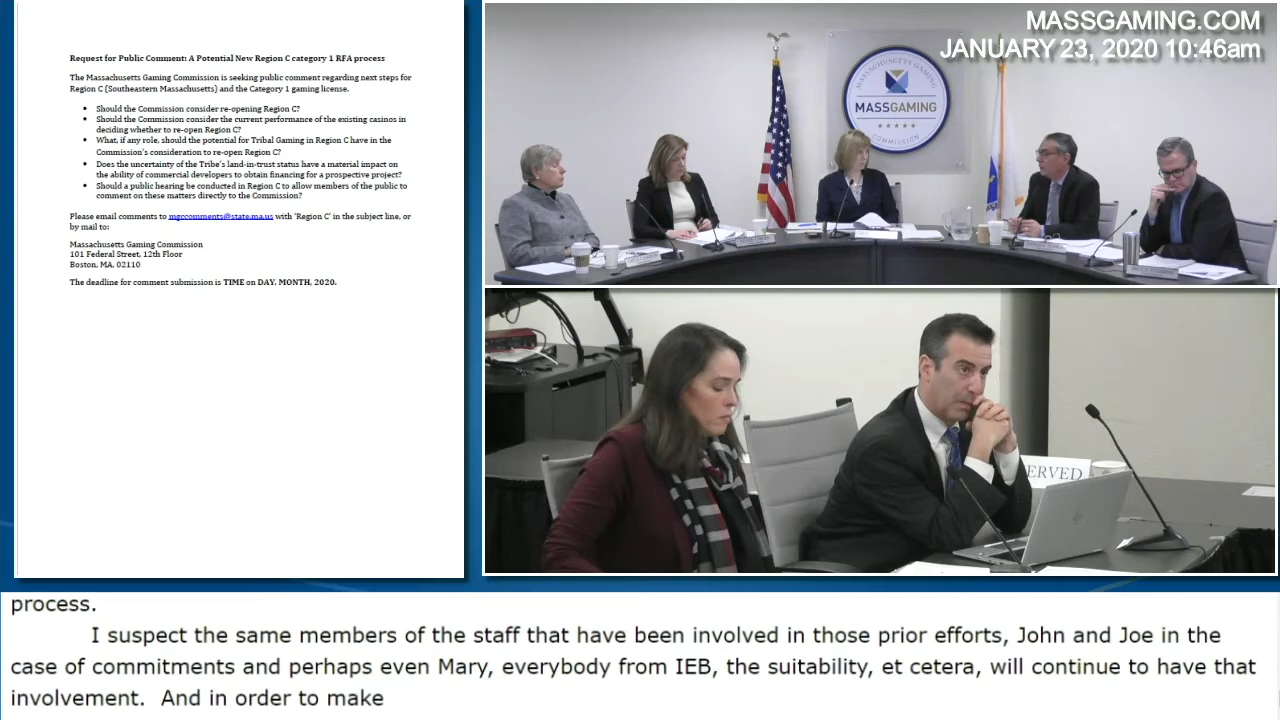 Request for Public Comment: A Potential New Region C category 1 RFA process
The Massachusetts Gaming Commission is seeking public comment regarding next steps for
Region C (Southeastern Massachusetts) and the Category 1 gaming license.
• Should the Commission consider re-opening Region C?
• Should the Commission consider the current performance of the existing casinos in
deciding whether to re-open Region C?
• What, if any role, should the potential for Tribal Gaming in Region C have in the
Commission's consideration to re-open Region C?
• Does the uncertainty of the Tribe's land-in-trust status have a material impact on
the ability of commercial developers to obtain financing for a prospective project?
• Should a public hearing be conducted in Region C to allow members of the public to
comment on these matters directly to the Commission?
Please email comments to mgccomments@state.ma.us with 'Region C' in the subject line, or
by mail to:
Massachusetts Gaming Commission
101 Federal Street, 12th Floor
Boston, MA, 02110
The deadline for comment submission is TIME on DAY, MONTH, 2020.
MASSGAMING.COM
JANUARY 23, 2020 10:46am
MASSACHUSETTS GAMING
MASSGAMING
COMMISSION
ERVED
process.
I suspect the same members of the staff that have been involved in those prior efforts, John and Joe in the
case of commitments and perhaps even Mary, everybody from IEB, the suitability, et cetera, will continue to have that
involvement. And in order to make